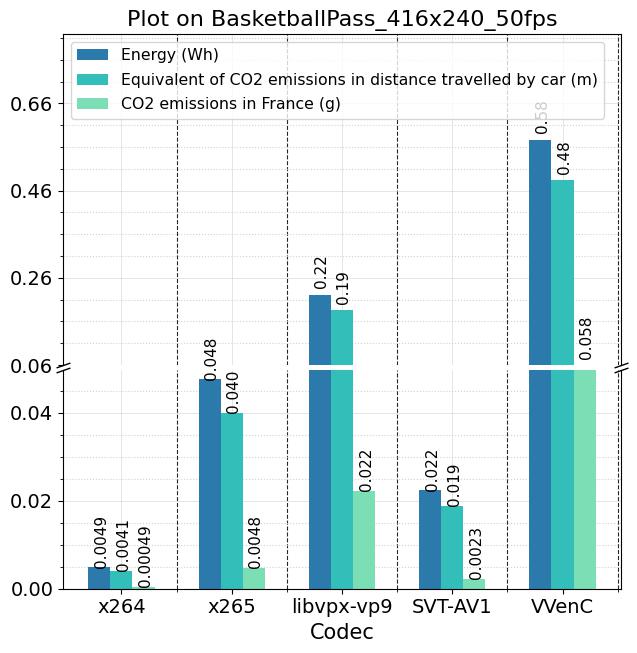 Plot on BasketballPass_416x240_50fps
Energy (Wh)
Equivalent of CO2 emissions in distance travelled by car (m)
CO2 emissions in France (g)
0.66
0.46
0.26
0.06
0.04
0.02
0.00
0.0049
0.0041
0.00049
0.048
0.040
0.0048
0.22
0.19
0.022
0.022
0.019
0.0023
0.58
0.48
0.058
x264
x265
libvpx-vp9
SVT-AV1
VVenC
Codec